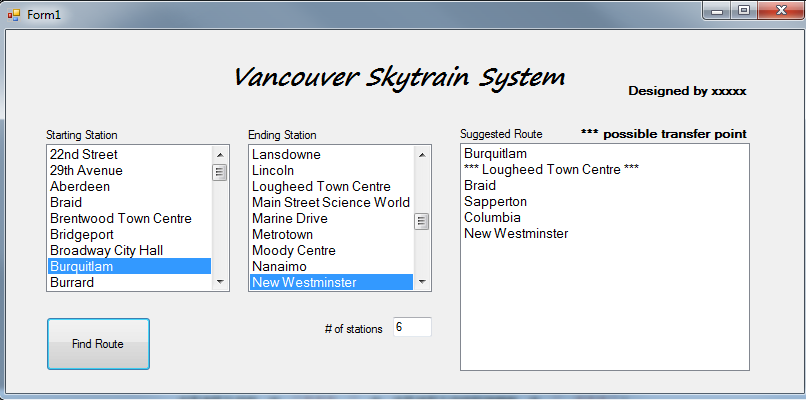 Form1
Vancouver Skytrain System
Designed by xxxxx
Starting Station
Ending Station
Suggested Route
*** possible transfer point
22nd Street
29th Avenue
Aberdeen
Braid
Brentwood Town Centre
Bridgeport
Broadway City Hall
Burquitlam
Burrard
Lansdowne
Lincoln
Lougheed Town Centre
Main Street Science World
Marine Drive
Metrotown
Moody Centre
Nanaimo
New Westminster
Burquitlam
*** Lougheed Town Centre ***
Braid
Sapperton
Columbia
New Westminster
# of stations
6
Find Route